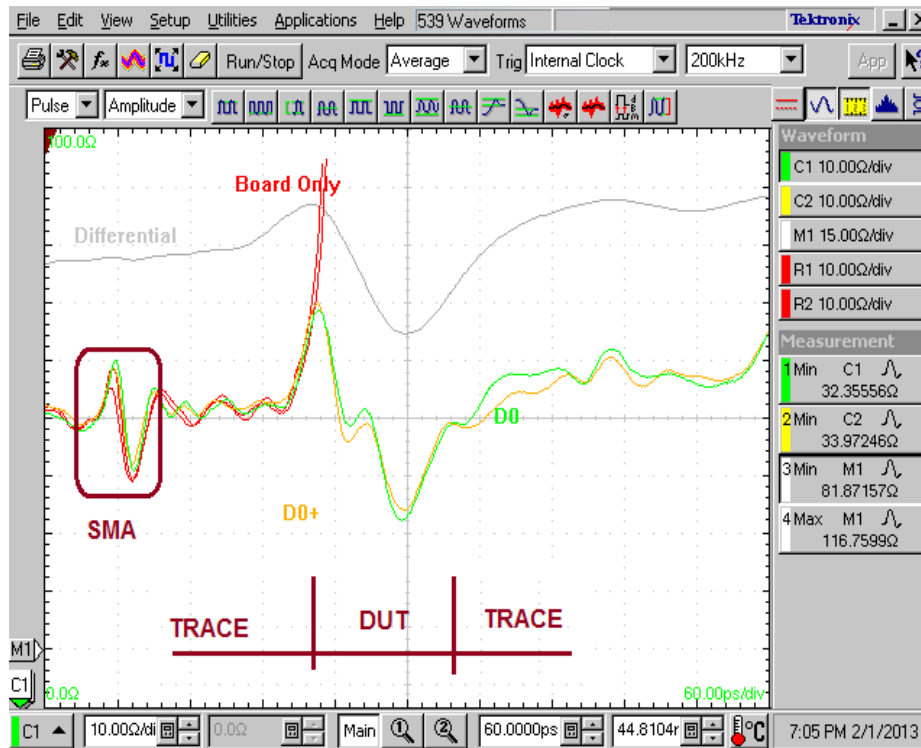 File Edit View Setup Utilities Applications Help 539 Waveforms Tektronix
Run/Stop Acq Mode Average Trig Internal Clock 200kHz App
Pulse Amplitude
100.0Ω
Waveform
C1 10.00Ω/div
C2 10.00Ω/div
M1 15.00Ω/div
R1 10.00Ω/div
R2 10.00Ω/div
Board Only
Differential
Measurement
1 Min C1
32.35556Ω
2 Min C2
33.97246Ω
3 Min M1
81.87157Ω
4 Max M1
116.7599Ω
D0
D0+
SMA
TRACE DUT TRACE
M1
C1
0.0Ω 60.00ps/div
C1 10.00Ω/di 0.0Ω Main 1 2 60.0000ps 44.8104r °C 7:05 PM 2/1/2013